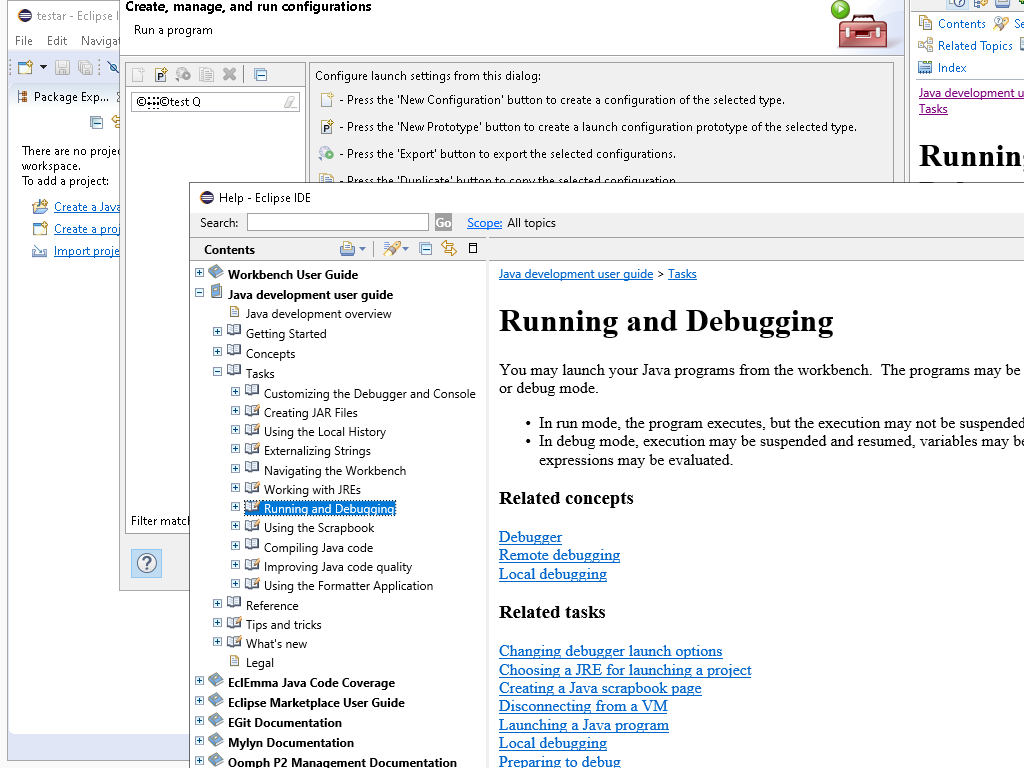 testar - Eclipse I
File Edit Navigat
Package Exp...
There are no projec
workspace.
To add a project:
Create a Java
Create a proj
Import proje
Create, manage, and run configurations
Run a program
©test Q
Filter match
Configure launch settings from this dialog:
- Press the 'New Configuration' button to create a configuration of the selected type.
- Press the 'New Prototype' button to create a launch configuration prototype of the selected type.
- Press the 'Export' button to export the selected configurations.
- Press the 'Duplicate' button to copy the selected configuration.
Contents Se
Related Topics
Index
Java development u
Tasks
Running
Help - Eclipse IDE
Search: Go Scope: All topics
Contents
Workbench User Guide
Java development user guide
Java development overview
Getting Started
Concepts
Tasks
Customizing the Debugger and Console
Creating JAR Files
Using the Local History
Externalizing Strings
Navigating the Workbench
Working with JREs
Running and Debugging
Using the Scrapbook
Compiling Java code
Improving Java code quality
Using the Formatter Application
Reference
Tips and tricks
What's new
Legal
EclEmma Java Code Coverage
Eclipse Marketplace User Guide
EGit Documentation
Mylyn Documentation
Oomph P2 Management Documentation
Java development user guide > Tasks
Running and Debugging
You may launch your Java programs from the workbench. The programs may be
or debug mode.
• In run mode, the program executes, but the execution may not be suspended
• In debug mode, execution may be suspended and resumed, variables may be
expressions may be evaluated.
Related concepts
Debugger
Remote debugging
Local debugging
Related tasks
Changing debugger launch options
Choosing a JRE for launching a project
Creating a Java scrapbook page
Disconnecting from a VM
Launching a Java program
Local debugging
Preparing to debug